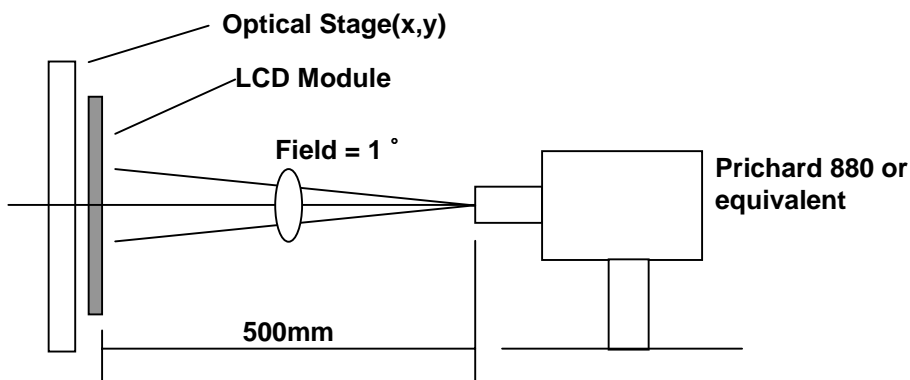 Optical Stage(x,y)
LCD Module
Field = 1 ˚
Prichard 880 or
equivalent
500mm